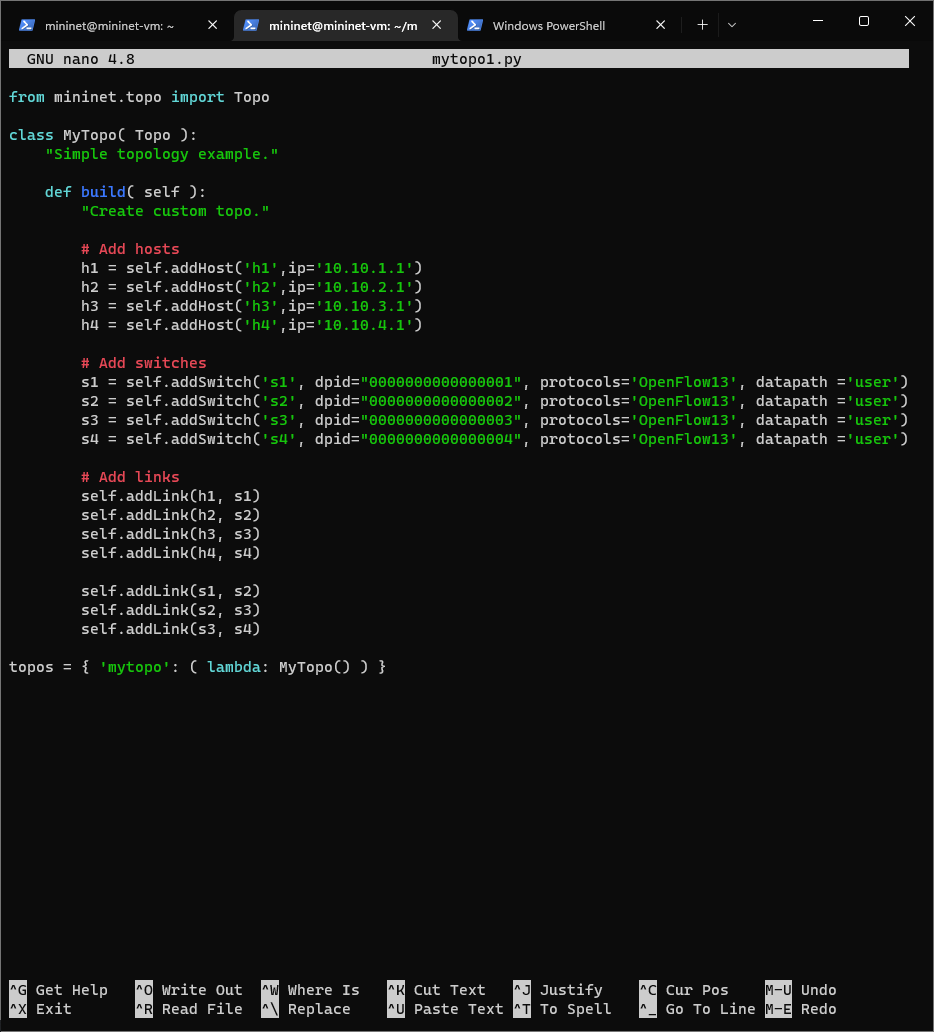 mininet@mininet-vm: ~
mininet@mininet-vm: ~/m
Windows PowerShell
GNU nano 4.8 mytopo1.py
from mininet.topo import Topo
class MyTopo( Topo ):
    "Simple topology example."
    def build( self ):
        "Create custom topo."
        # Add hosts
        h1 = self.addHost('h1',ip='10.10.1.1')
        h2 = self.addHost('h2',ip='10.10.2.1')
        h3 = self.addHost('h3',ip='10.10.3.1')
        h4 = self.addHost('h4',ip='10.10.4.1')
        # Add switches
        s1 = self.addSwitch('s1', dpid="0000000000000001", protocols='OpenFlow13', datapath ='user')
        s2 = self.addSwitch('s2', dpid="0000000000000002", protocols='OpenFlow13', datapath ='user')
        s3 = self.addSwitch('s3', dpid="0000000000000003", protocols='OpenFlow13', datapath ='user')
        s4 = self.addSwitch('s4', dpid="0000000000000004", protocols='OpenFlow13', datapath ='user')
        # Add links
        self.addLink(h1, s1)
        self.addLink(h2, s2)
        self.addLink(h3, s3)
        self.addLink(h4, s4)
        self.addLink(s1, s2)
        self.addLink(s2, s3)
        self.addLink(s3, s4)
topos = { 'mytopo': ( lambda: MyTopo() ) }
^G Get Help ^O Write Out ^W Where Is ^K Cut Text ^J Justify ^C Cur Pos M-U Undo
^X Exit ^R Read File ^\ Replace ^U Paste Text ^T To Spell ^_ Go To Line M-E Redo